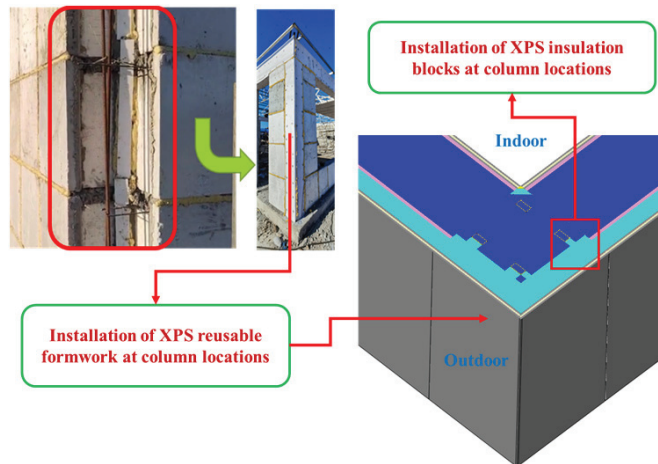 Installation of XPS insulation
blocks at column locations
Indoor
Installation of XPS reusable
formwork at column locations
Outdoor